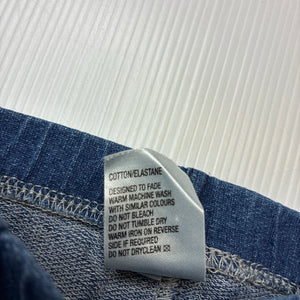 COTTON/ELASTANE
DESIGNED TO FADE
WARM MACHINE WASH
WITH SIMILAR COLOURS
DO NOT BLEACH
DO NOT TUMBLE DRY
WARM IRON ON REVERSE
SIDE IF REQUIRED
DO NOT DRYCLEAN